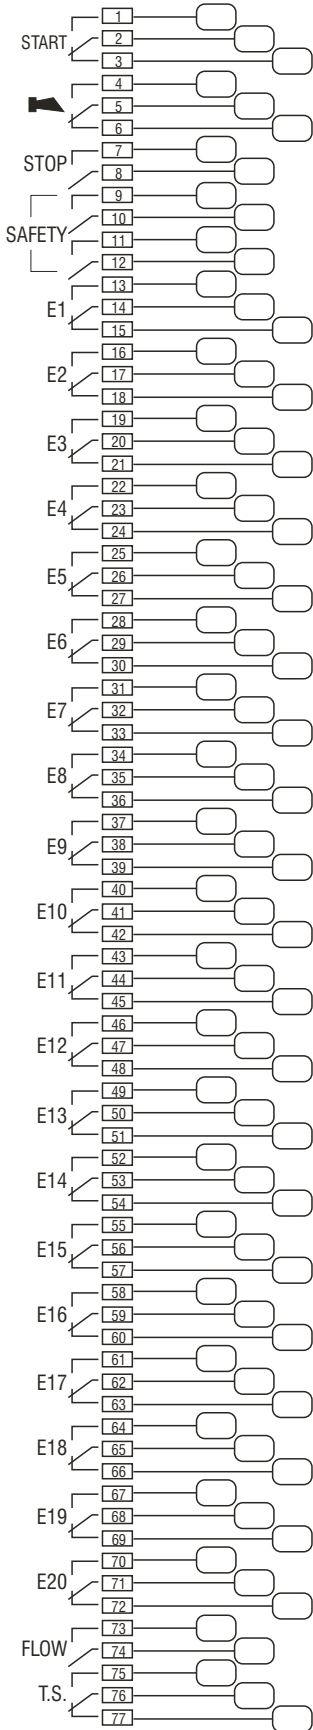 1
START 2
3
4
5
6
7
STOP
8
9
10
SAFETY
11
12
13
E1 14
15
16
E2 17
18
19
E3 20
21
22
E4 23
24
25
E5 26
27
28
E6 29
30
31
E7 32
33
34
E8 35
36
37
E9 38
39
40
E10 41
42
43
E11 44
45
46
E12 47
48
49
E13 50
51
52
E14 53
54
55
E15 56
57
58
E16 59
60
61
E17 62
63
64
E18 65
66
67
E19 68
69
70
E20 71
72
73
FLOW 74
75
T.S. 76
77